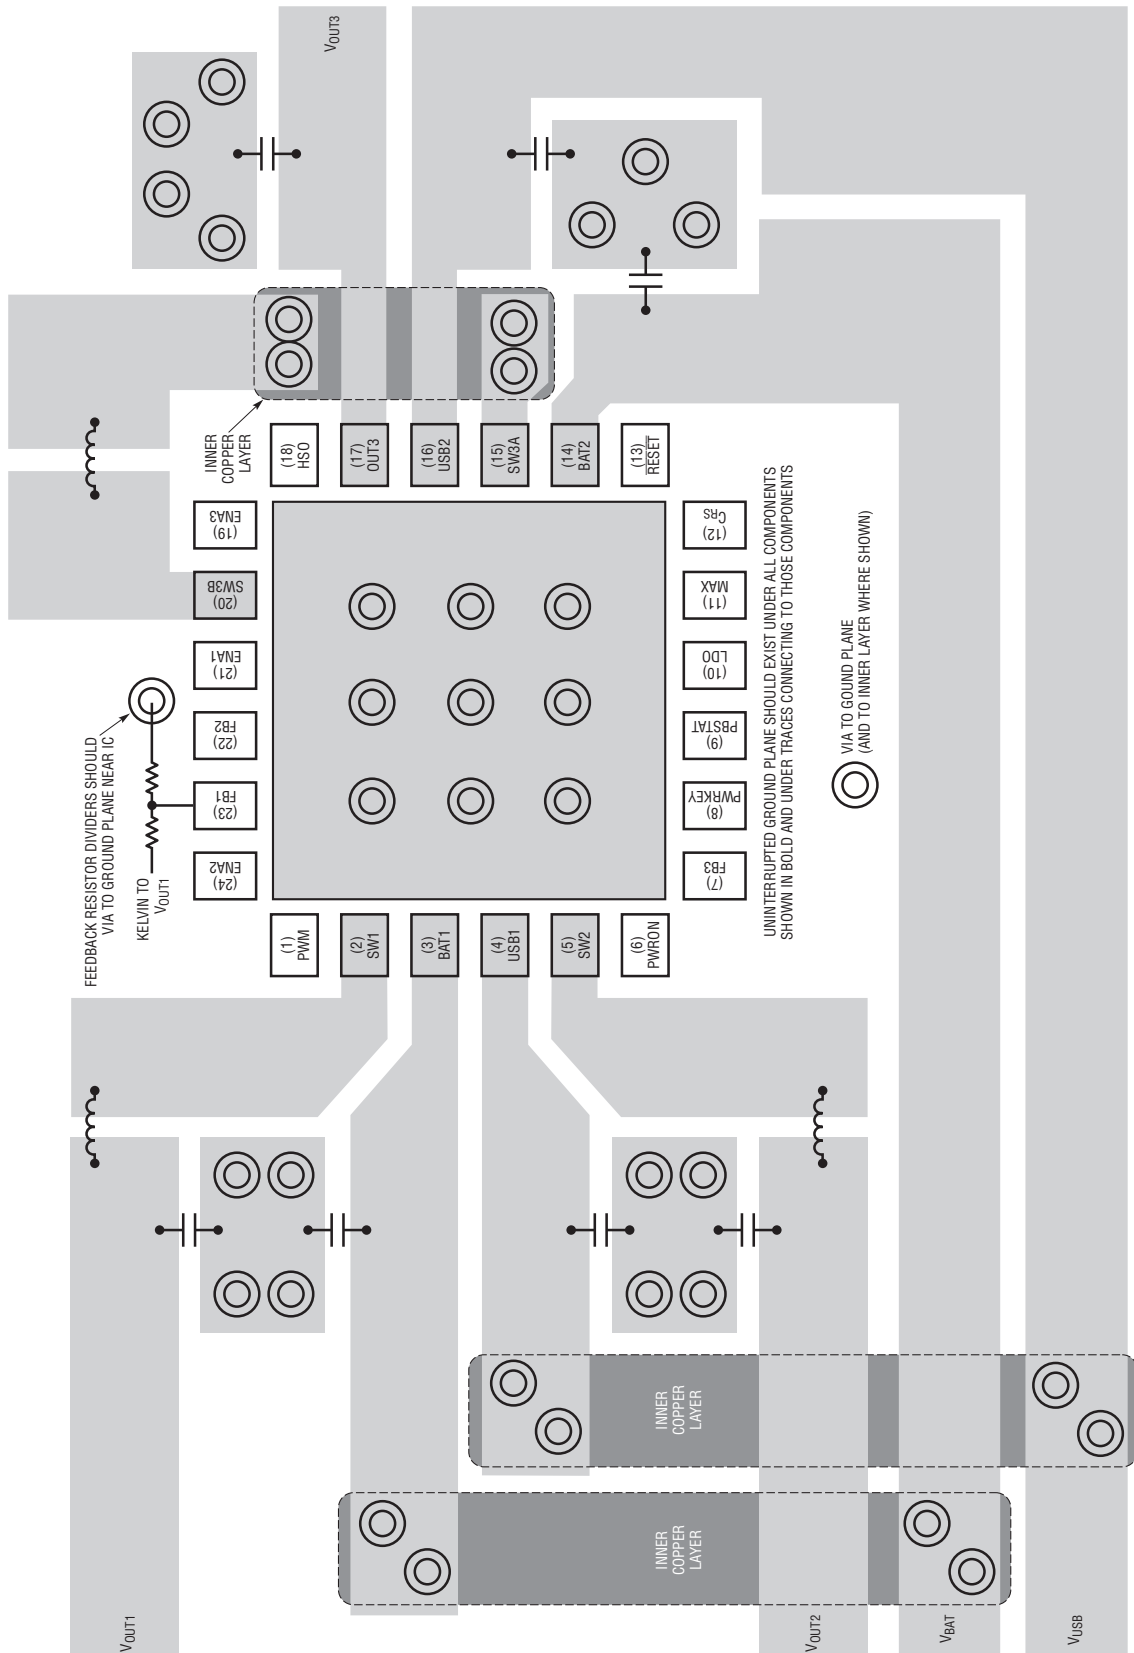 VOUT3
INNER
COPPER
LAYER
(18)
HSO
(17)
OUT3
(16)
USB2
(15)
SW3A
(14)
BAT2
(13)
RESET
(19)
ENA3
(20)
SW3B
(21)
ENA1
(22)
FB2
(23)
FB1
(24)
ENA2
(12)
CRS
(11)
MAX
(10)
LDO
(9)
PBSTAT
(8)
PWRKEY
(7)
FB3
(1)
PWM
(2)
SW1
(3)
BAT1
(4)
USB1
(5)
SW2
(6)
PWRON
FEEDBACK RESISTOR DIVIDERS SHOULD
VIA TO GROUND PLANE NEAR IC
KELVIN TO
VOUT1
UNINTERRUPTED GROUND PLANE SHOULD EXIST UNDER ALL COMPONENTS
SHOWN IN BOLD AND UNDER TRACES CONNECTING TO THOSE COMPONENTS
VIA TO GOUND PLANE
(AND TO INNER LAYER WHERE SHOWN)
INNER
COPPER
LAYER
INNER
COPPER
LAYER
VOUT1
VOUT2
VBAT
VUSB